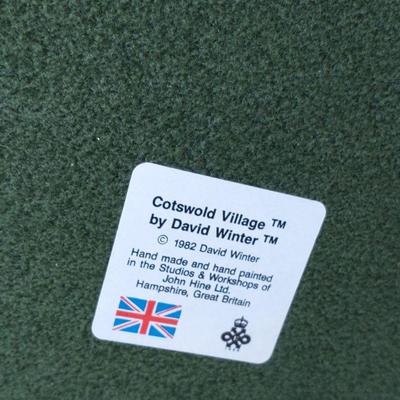 Cotswold Village ™
by David Winter ™
© 1982 David Winter
Hand made and hand painted
in the Studios & Workshops of
John Hine Ltd.
Hampshire, Great Britain